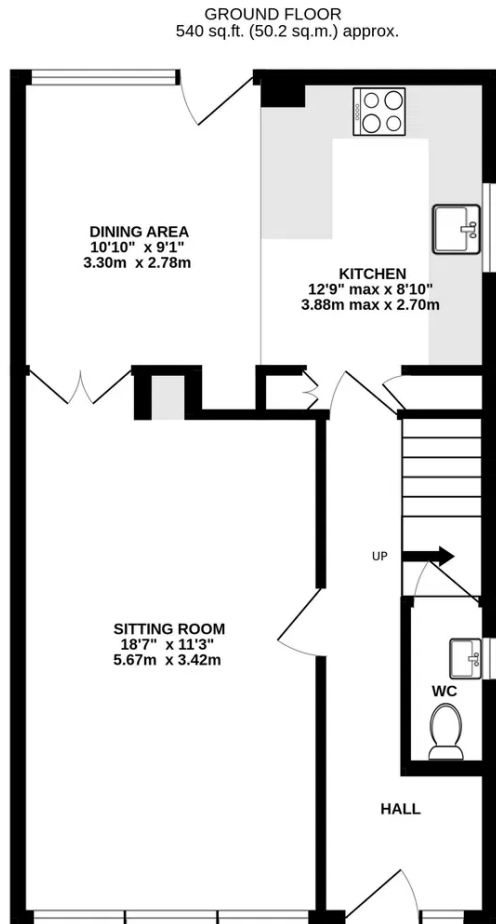 GROUND FLOOR
540 sq.ft. (50.2 sq.m.) approx.
DINING AREA
10'10" x 9'1"
3.30m x 2.78m
KITCHEN
12'9" max x 8'10"
3.88m max x 2.70m
UP
SITTING ROOM
18'7" x 11'3"
5.67m x 3.42m
WC
HALL